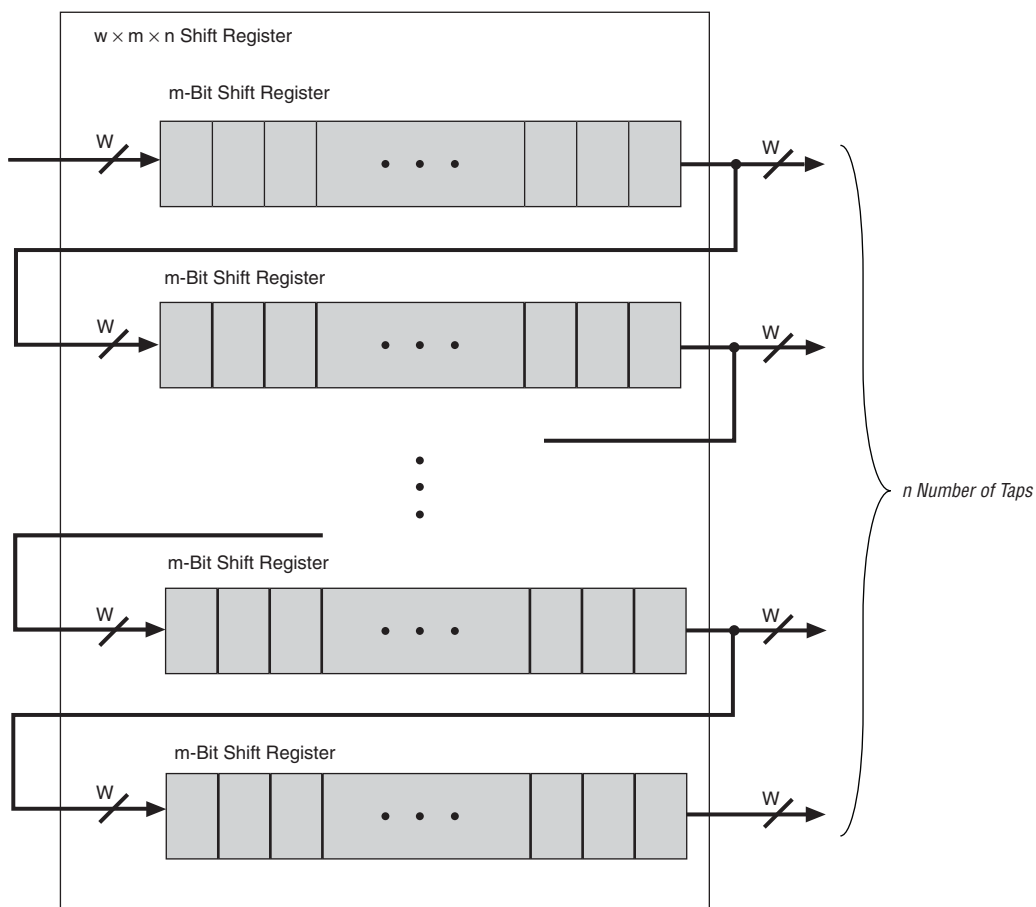 w × m × n Shift Register
m-Bit Shift Register
W
W
m-Bit Shift Register
W
W
n Number of Taps
m-Bit Shift Register
W
W
m-Bit Shift Register
W
W